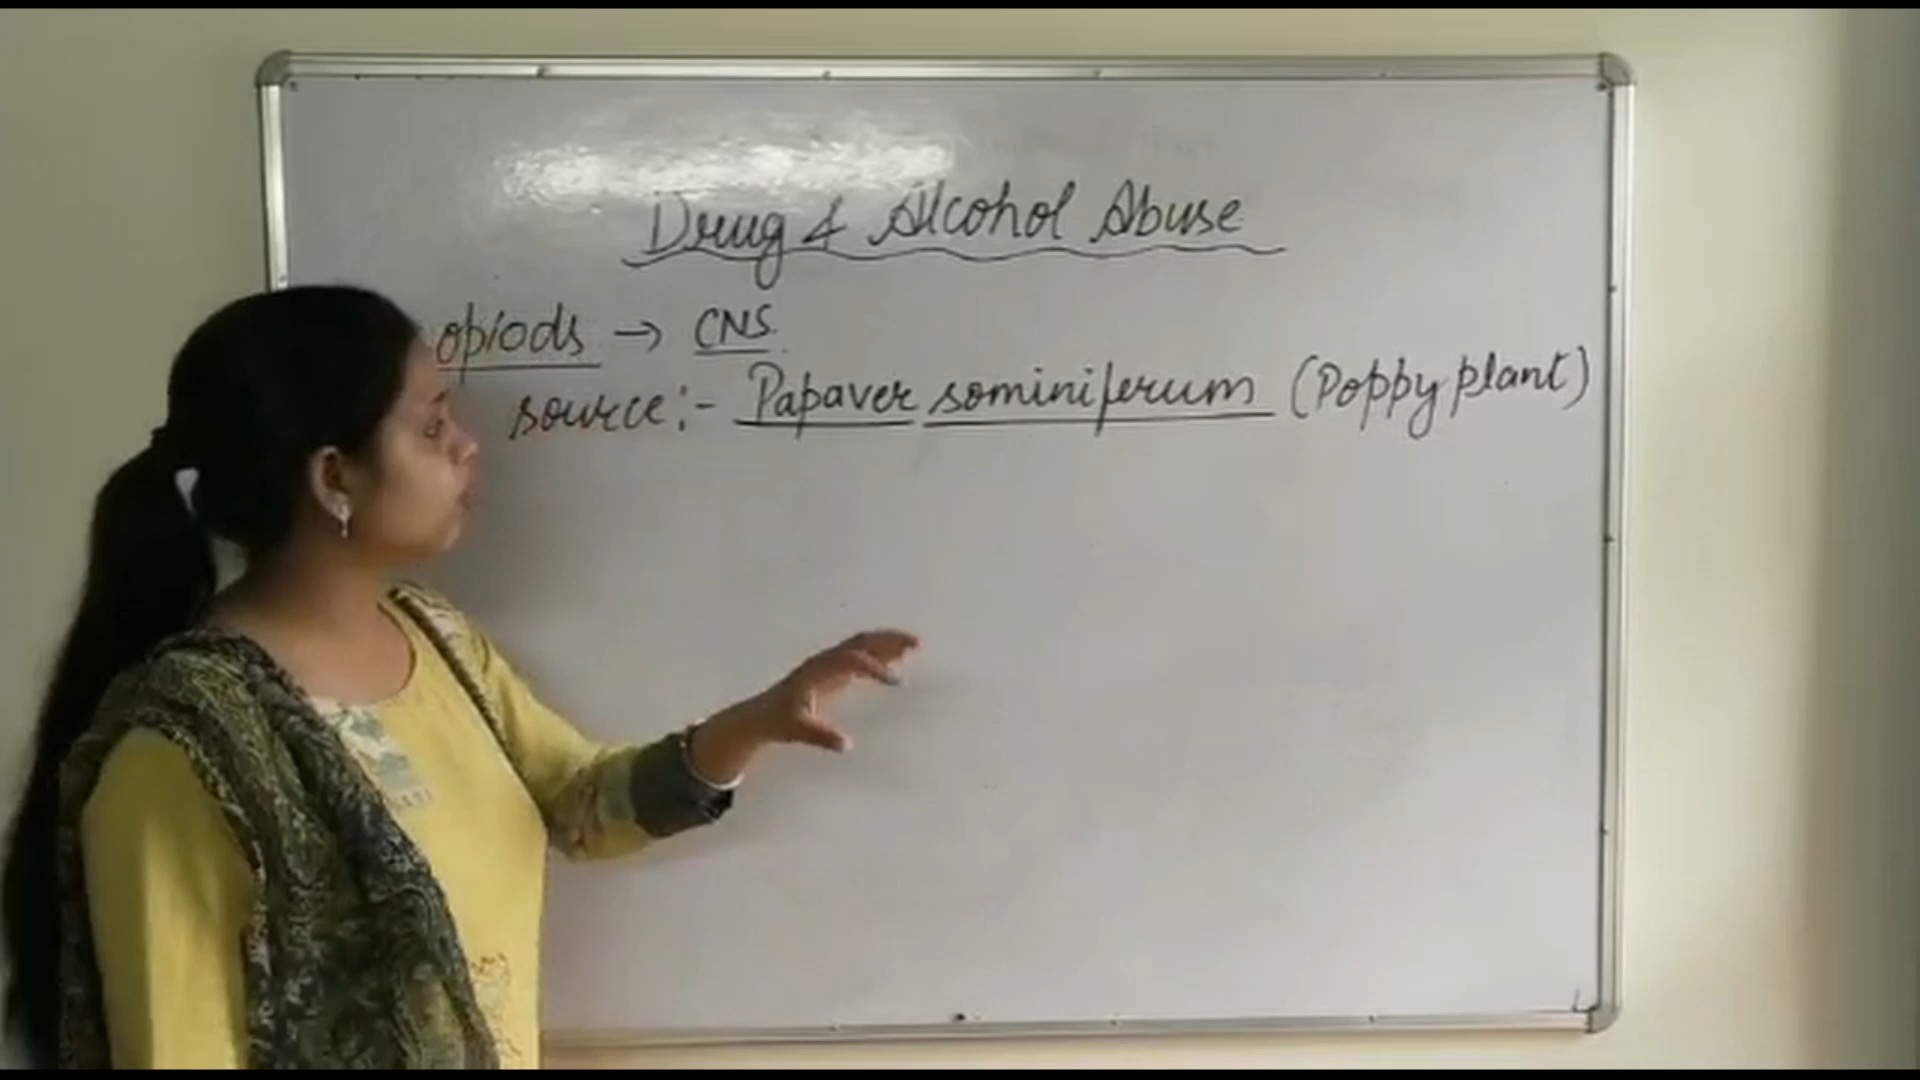 Drug & Alcohol Abuse
opiods → CNS.
source:- Papaver sominiferum (Poppy plant)